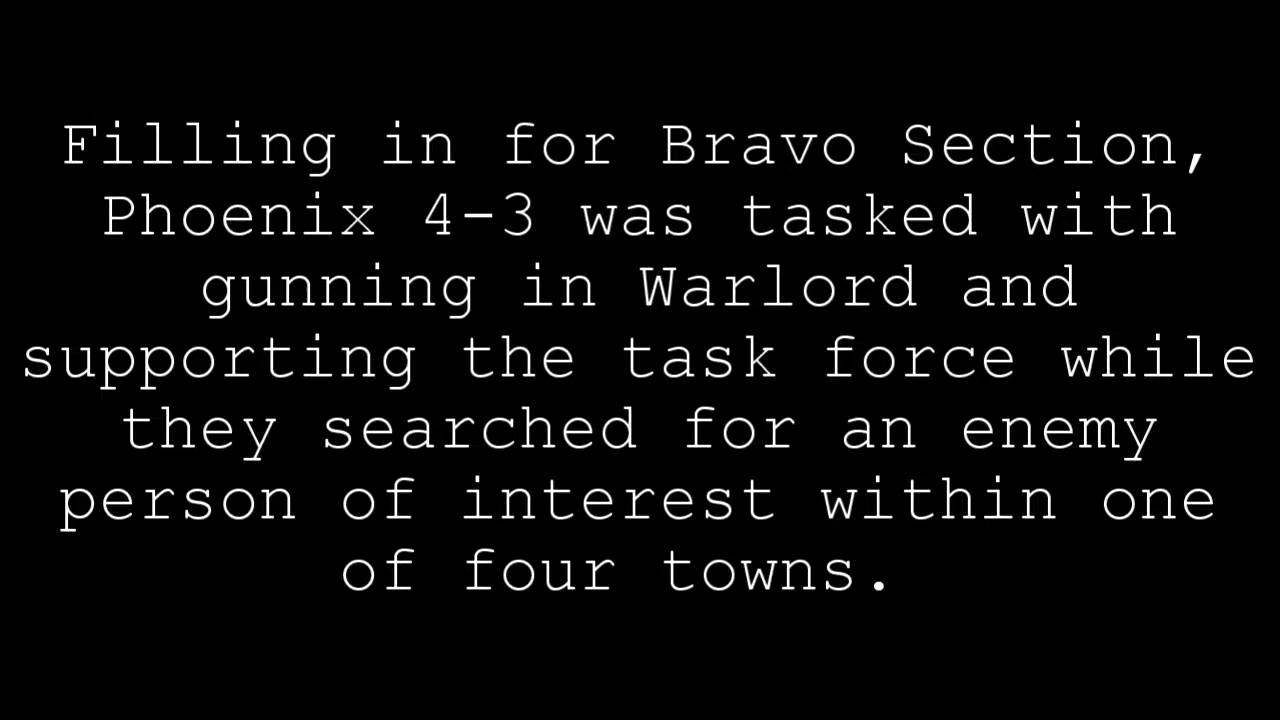 Filling in for Bravo Section,
Phoenix 4-3 was tasked with
gunning in Warlord and
supporting the task force while
they searched for an enemy
person of interest within one
of four towns.